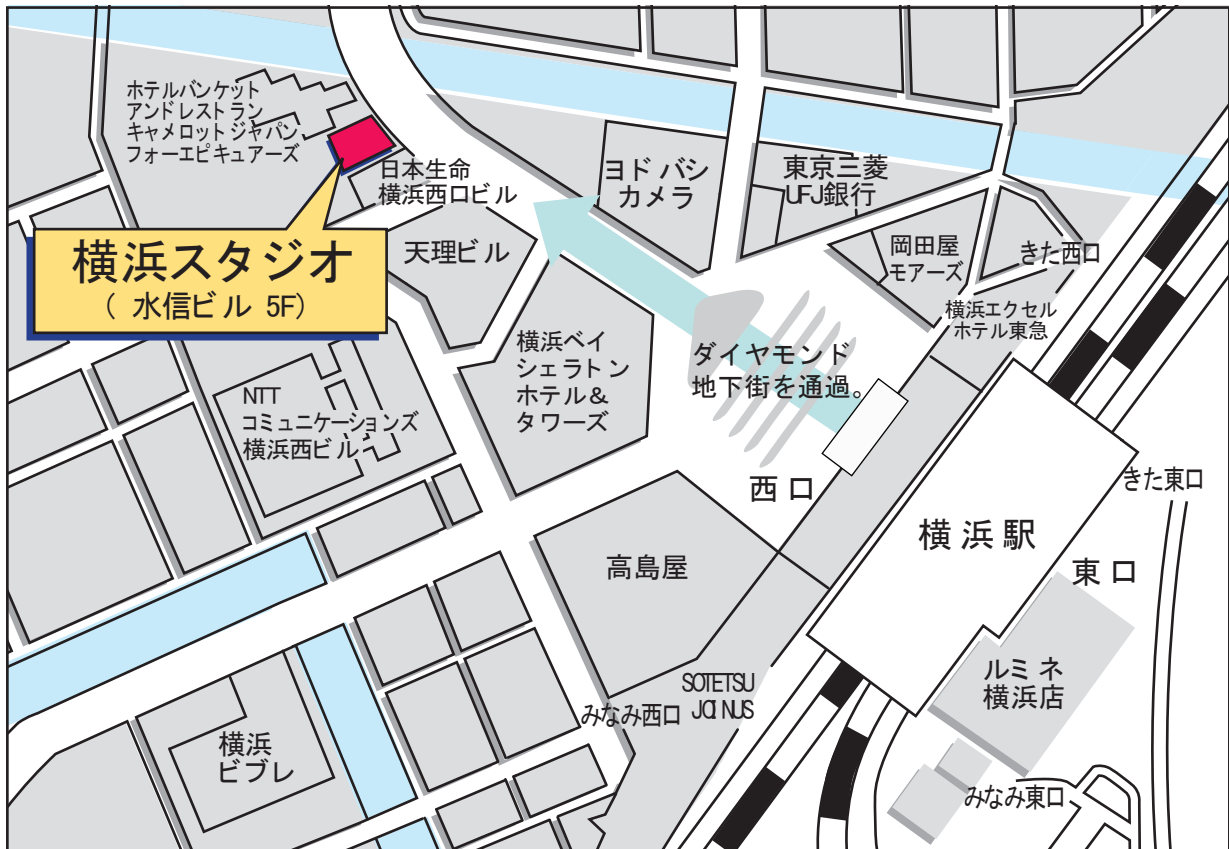 ホテルバンケット
アンドレストラン
キャメロットジャパン
フォーエピキュアーズ
日本生命
横浜西口ビル
ヨドバシ
カメラ
東京三菱
UFJ銀行
岡田屋
モアーズ
きた西口
横浜スタジオ
(水信ビル 5F)
天理ビル
横浜エクセル
ホテル東急
横浜ベイ
シェラトン
ホテル&
タワーズ
ダイヤモンド
地下街を通過。
NTT
コミュニケーションズ
横浜西ビル
西口
きた東口
横浜駅
高島屋
東口
SOTETSU
JOINUS
みなみ西口
ルミネ
横浜店
横浜
ビブレ
みなみ東口